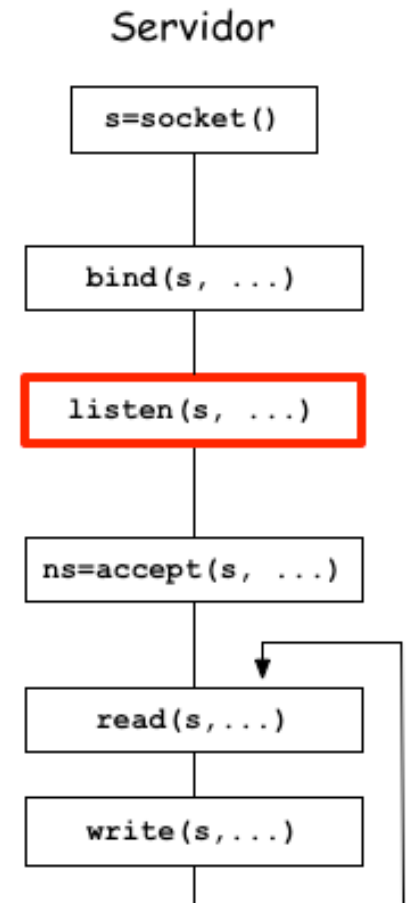 Servidor
s=socket()
bind(s, ...)
listen(s, ...)
ns=accept(s, ...)
read(s,...)
write(s,...)